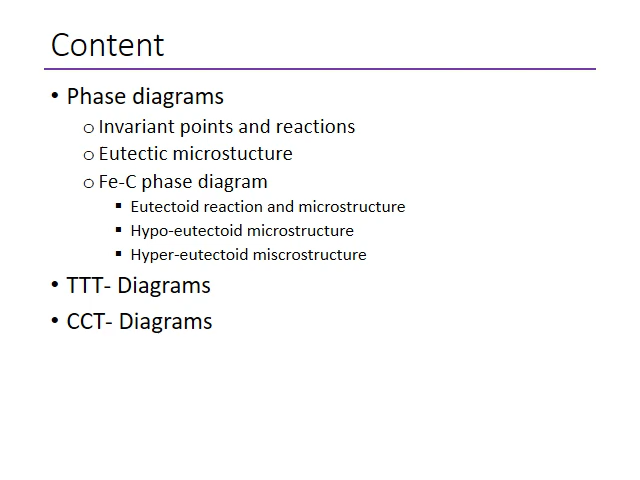 Content
• Phase diagrams
o Invariant points and reactions
o Eutectic microstucture
o Fe-C phase diagram
▪ Eutectoid reaction and microstructure
▪ Hypo-eutectoid microstructure
▪ Hyper-eutectoid miscrostructure
• TTT- Diagrams
• CCT- Diagrams